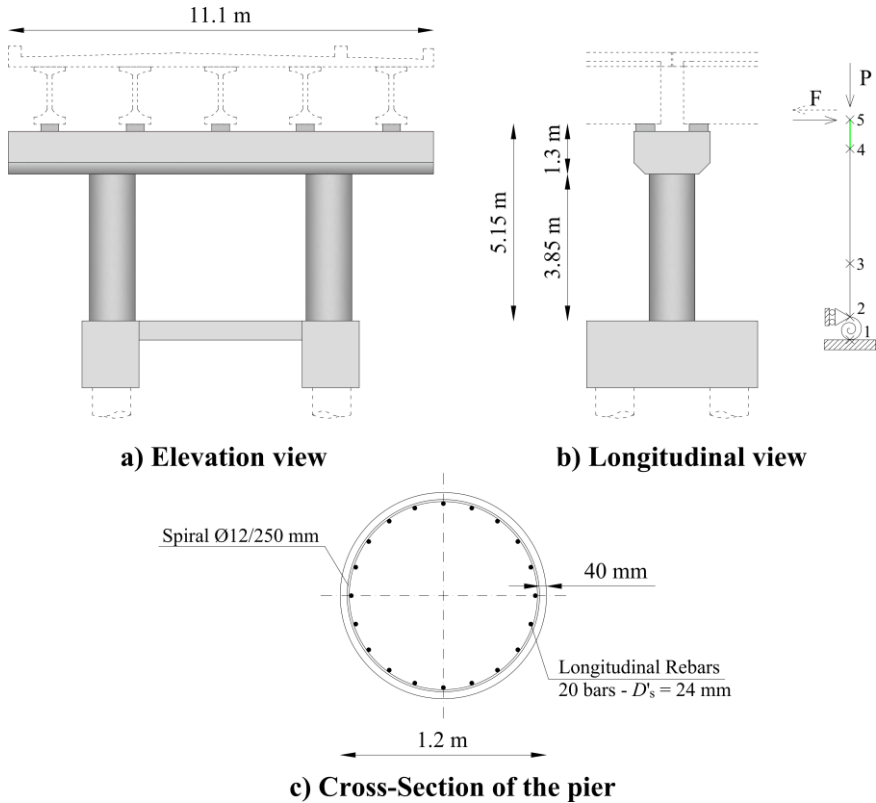 11.1 m
5.15 m
1.3 m
3.85 m
P
F
5
4
3
2
1
a) Elevation view
b) Longitudinal view
Spiral Ø12/250 mm
40 mm
Longitudinal Rebars
20 bars - D's = 24 mm
1.2 m
c) Cross-Section of the pier